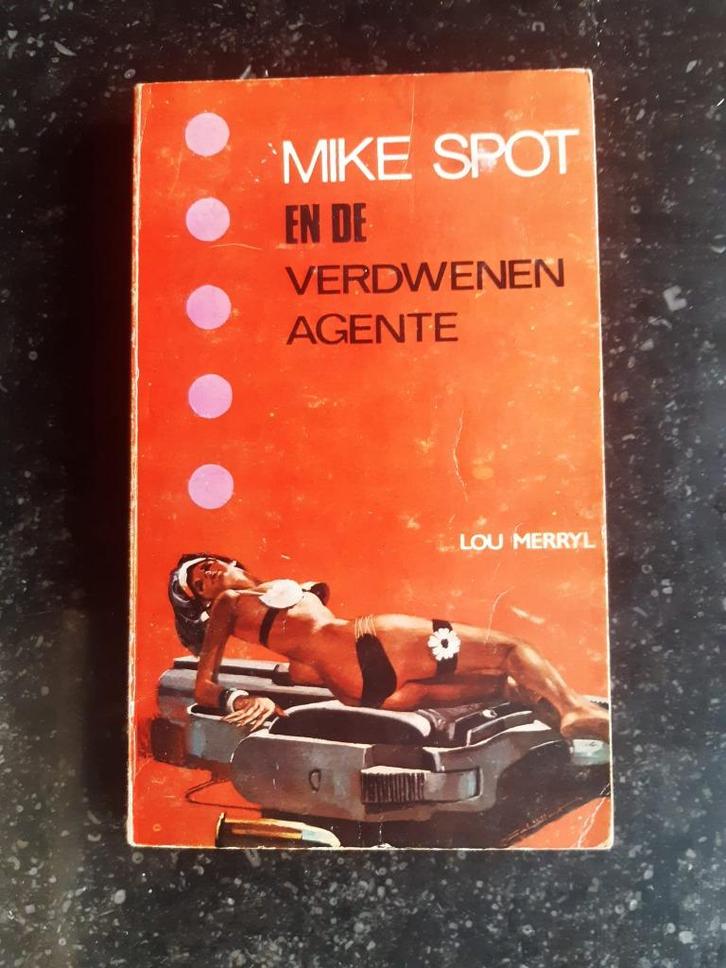 MIKE SPOT
EN DE
VERDWENEN
AGENTE
LOU MERRYL